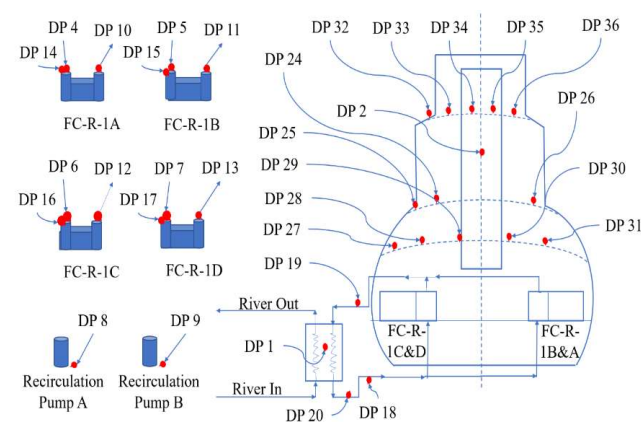 DP 4
DP 10
DP 14
FC-R-1A
DP 5
DP 11
DP 15
FC-R-1B
DP 6
DP 12
DP 16
FC-R-1C
DP 7
DP 13
DP 17
FC-R-1D
DP 8
Recirculation
Pump A
DP 9
Recirculation
Pump B
DP 32
DP 33
DP 34
DP 35
DP 36
DP 24
DP 2
DP 26
DP 25
DP 29
DP 30
DP 28
DP 27
DP 31
DP 19
River Out
DP 1
River In
DP 20
DP 18
FC-R-
1C&D
FC-R-
1B&A